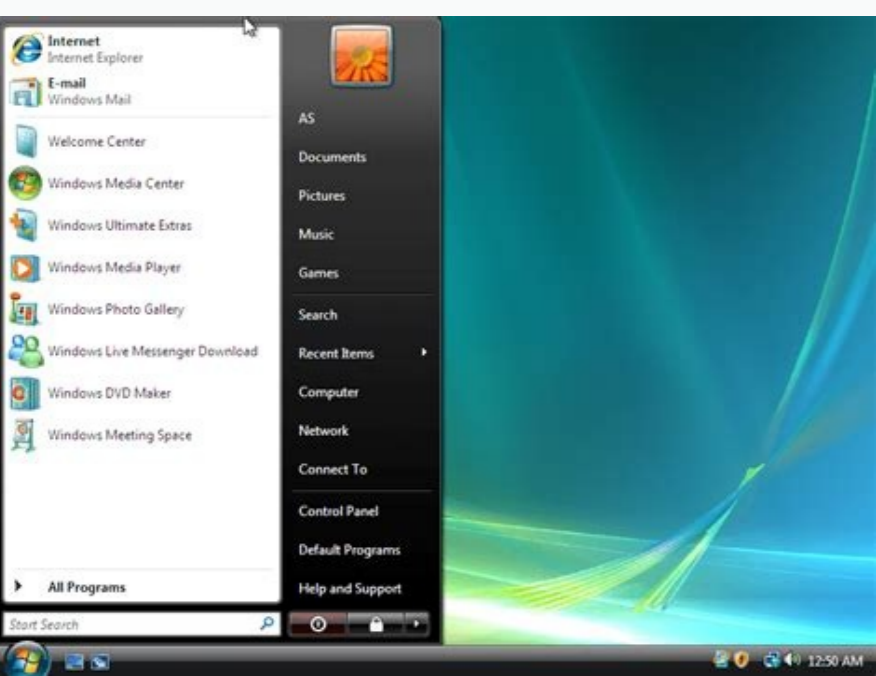 Internet
Internet Explorer
E-mail
Windows Mail
Welcome Center
Windows Media Center
Windows Ultimate Extras
Windows Media Player
Windows Photo Gallery
Windows Live Messenger Download
Windows DVD Maker
Windows Meeting Space
All Programs
Start Search
AS
Documents
Pictures
Music
Games
Search
Recent Items
Computer
Network
Connect To
Control Panel
Default Programs
Help and Support
12:50 AM